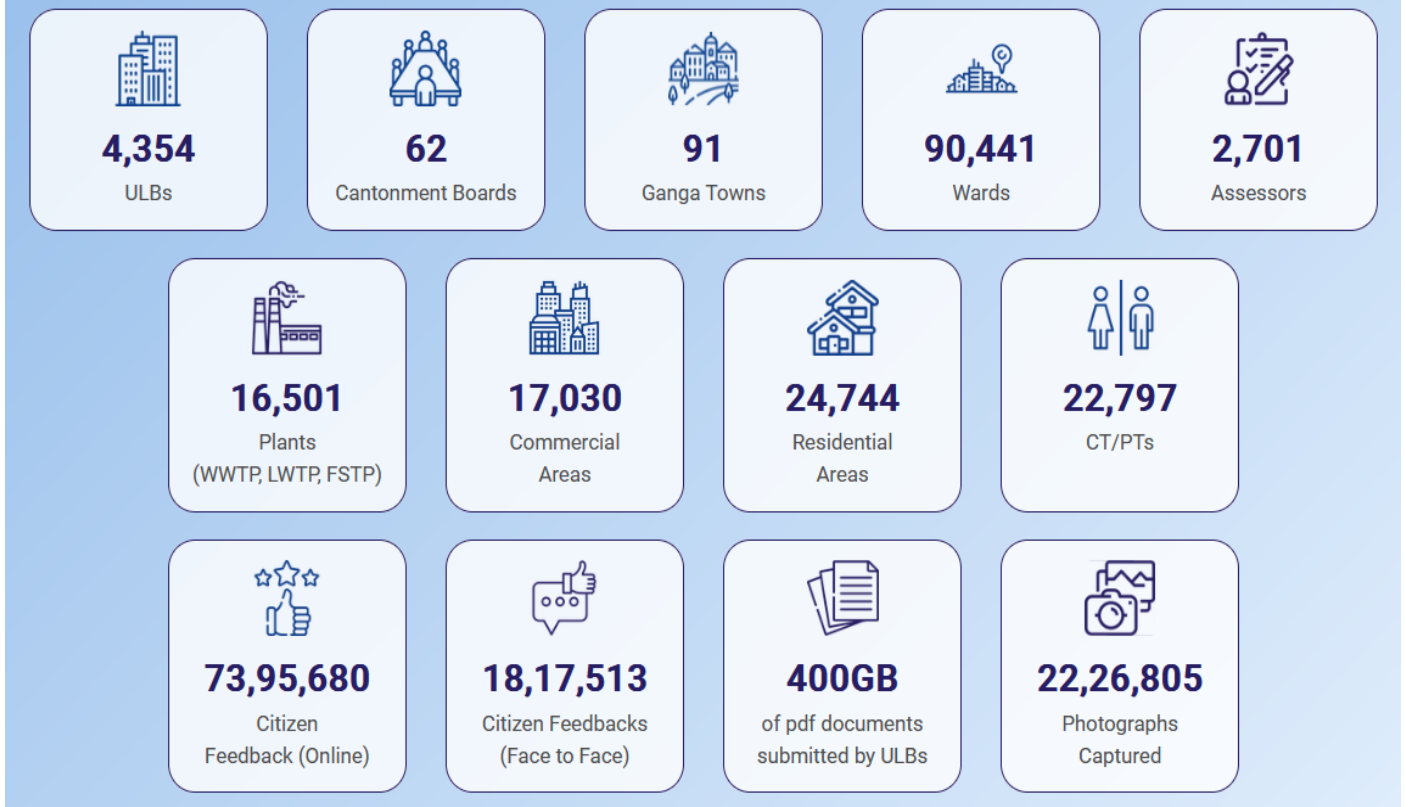 4,354
ULBs
62
Cantonment Boards
91
Ganga Towns
90,441
Wards
2,701
Assessors
16,501
Plants
(WWTP, LWTP, FSTP)
17,030
Commercial
Areas
24,744
Residential
Areas
22,797
CT/PTs
73,95,680
Citizen
Feedback (Online)
18,17,513
Citizen Feedbacks
(Face to Face)
400GB
of pdf documents
submitted by ULBs
22,26,805
Photographs
Captured